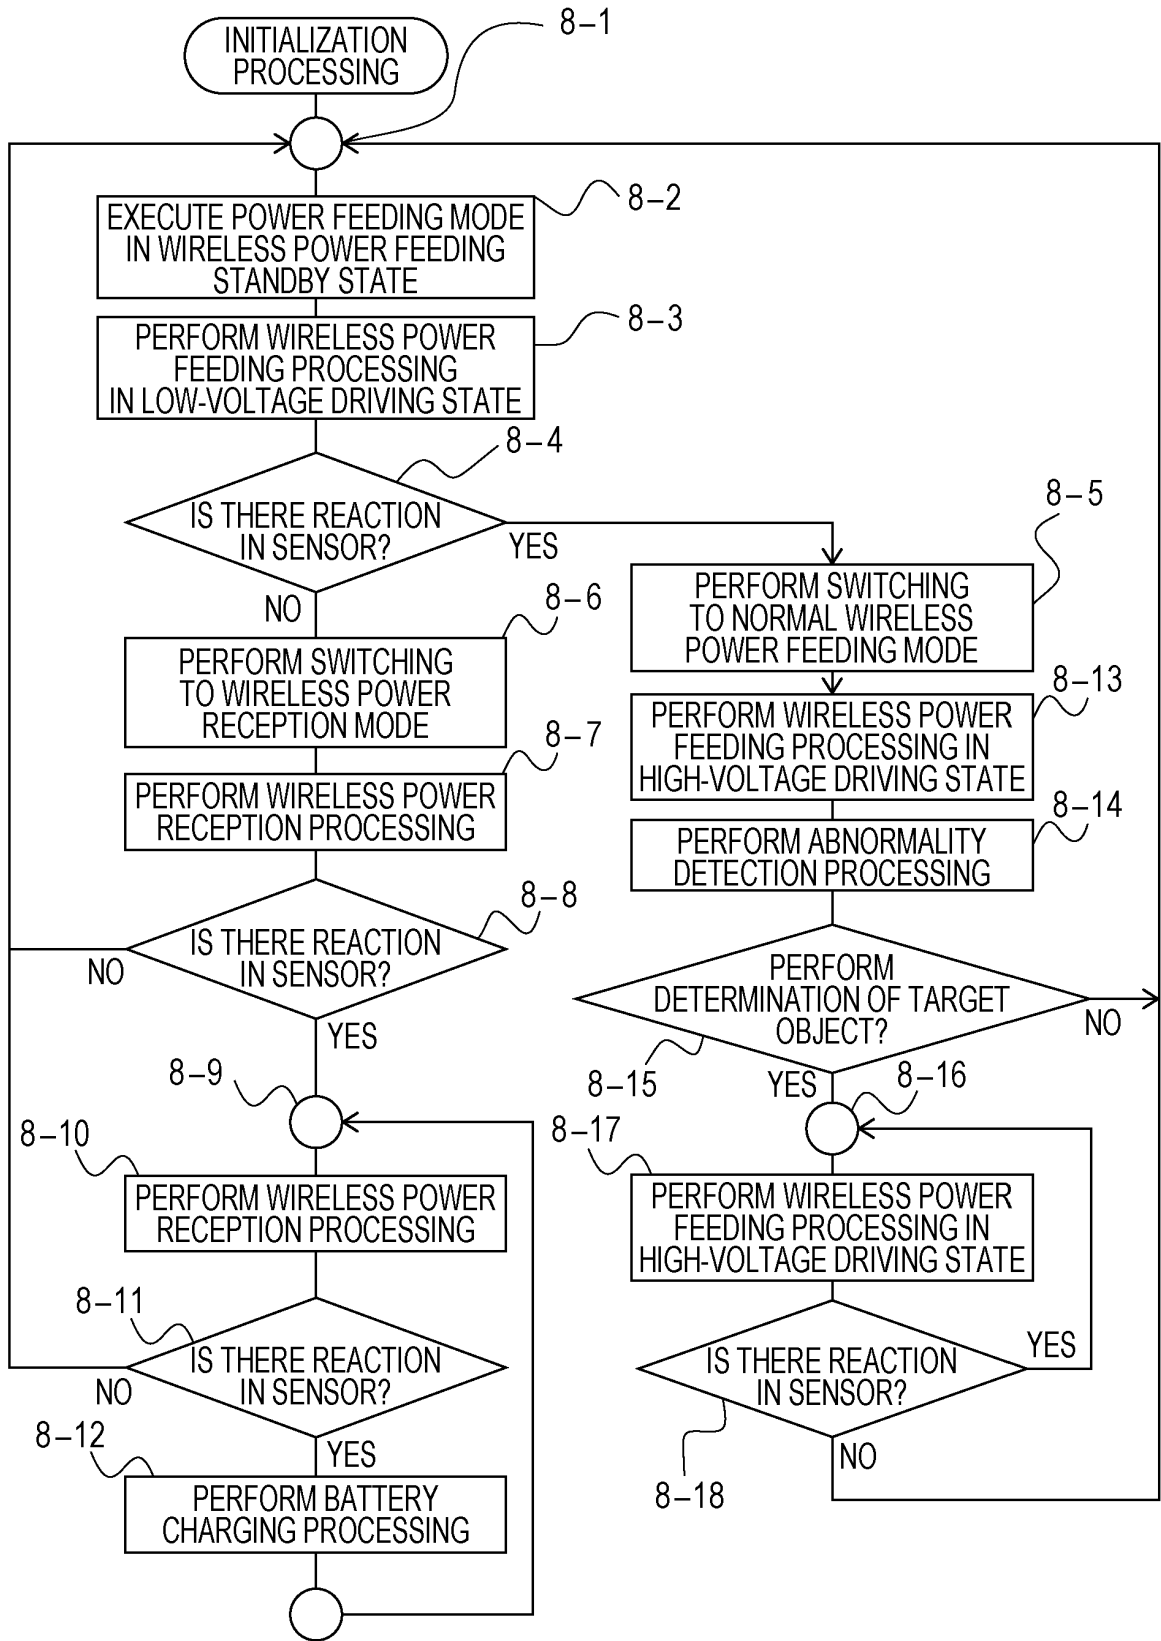 8-1
INITIALIZATION
PROCESSING
8-2
EXECUTE POWER FEEDING MODE
IN WIRELESS POWER FEEDING
STANDBY STATE
8-3
PERFORM WIRELESS POWER
FEEDING PROCESSING
IN LOW-VOLTAGE DRIVING STATE
8-4
IS THERE REACTION
IN SENSOR?
YES
NO
8-6
PERFORM SWITCHING
TO WIRELESS POWER
RECEPTION MODE
8-7
PERFORM WIRELESS POWER
RECEPTION PROCESSING
8-8
IS THERE REACTION
IN SENSOR?
NO
YES
8-9
8-10
PERFORM WIRELESS POWER
RECEPTION PROCESSING
8-11
IS THERE REACTION
IN SENSOR?
NO
YES
8-12
PERFORM BATTERY
CHARGING PROCESSING
8-5
PERFORM SWITCHING
TO NORMAL WIRELESS
POWER FEEDING MODE
8-13
PERFORM WIRELESS POWER
FEEDING PROCESSING IN
HIGH-VOLTAGE DRIVING STATE
8-14
PERFORM ABNORMALITY
DETECTION PROCESSING
PERFORM
DETERMINATION OF TARGET
OBJECT?
NO
8-15
YES
8-16
8-17
PERFORM WIRELESS POWER
FEEDING PROCESSING IN
HIGH-VOLTAGE DRIVING STATE
IS THERE REACTION
IN SENSOR?
YES
NO
8-18